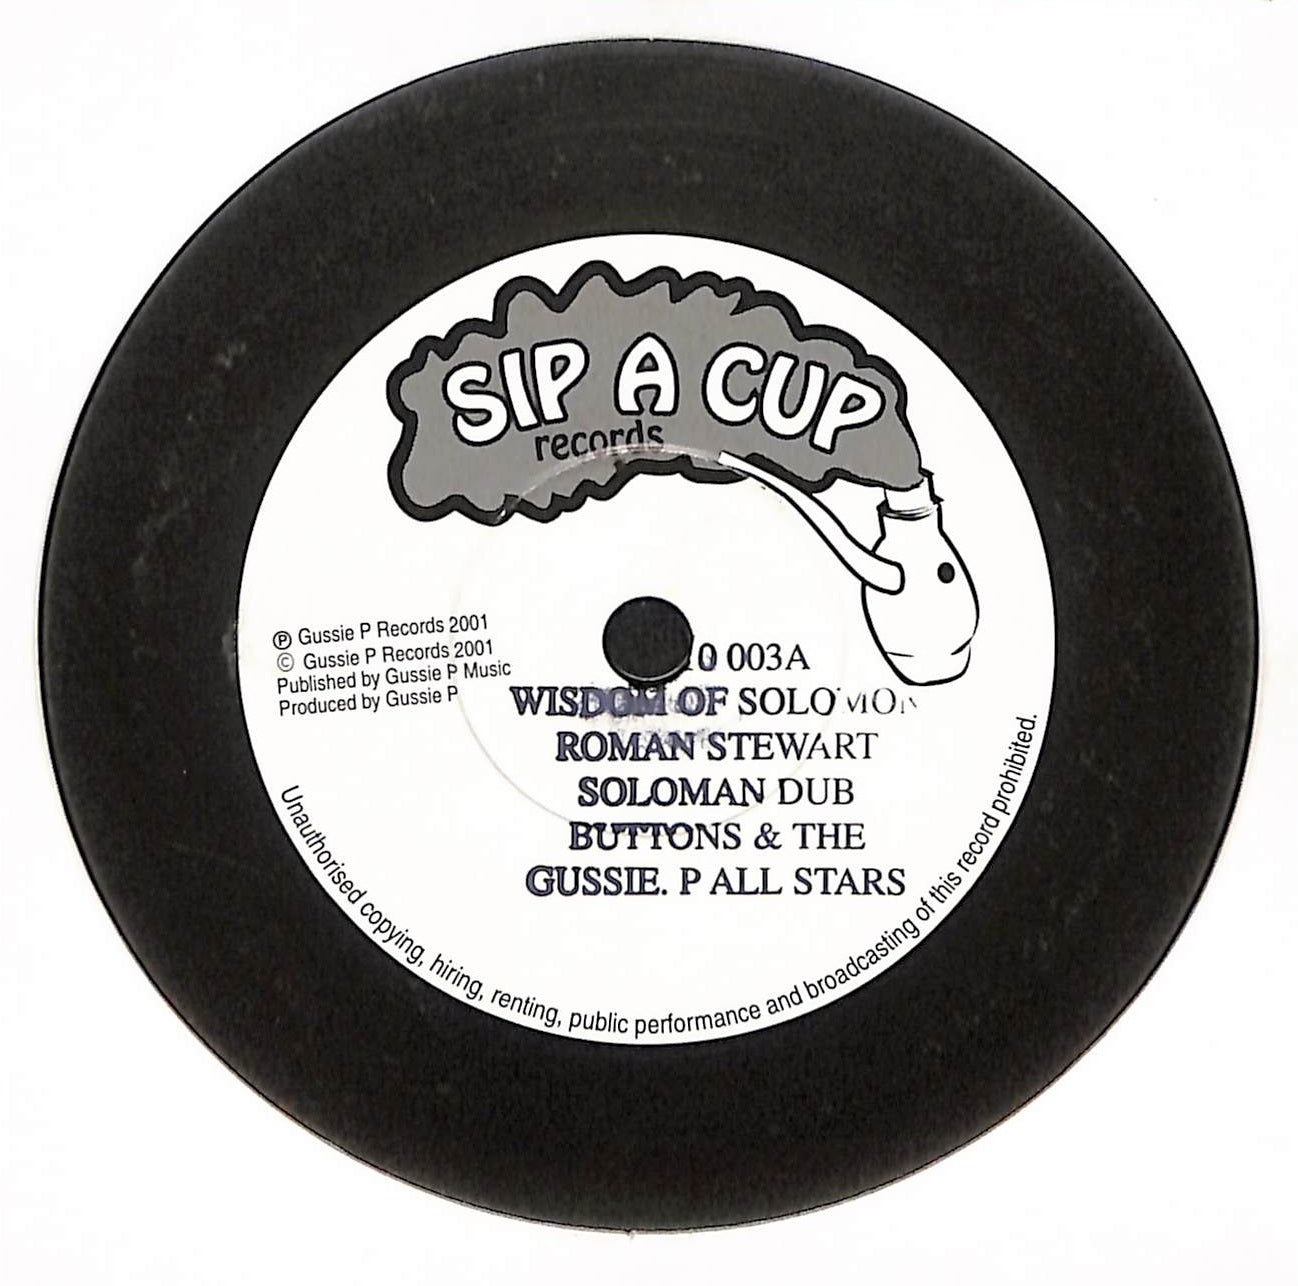 SIP A CUP
records
℗ Gussie P Records 2001
© Gussie P Records 2001
Published by Gussie P Music
Produced by Gussie P
003A
WISDOM OF SOLOMON
ROMAN STEWART
SOLOMAN DUB
BUTTONS & THE
GUSSIE. P ALL STARS
Unauthorised copying, hiring, renting, public performance and broadcasting of this record prohibited.